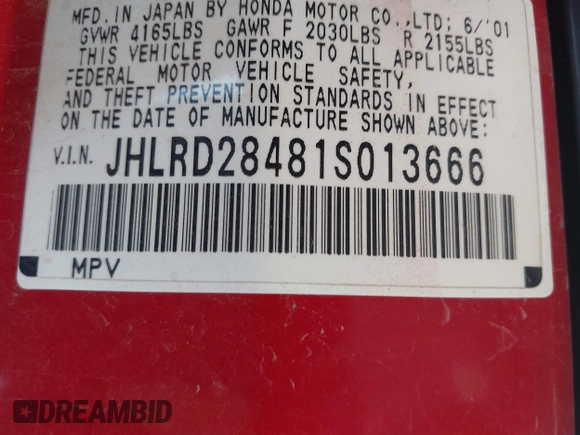 MFD. IN JAPAN BY HONDA MOTOR CO.,LTD; 6/'01
GVWR 4165LBS GAWR F 2030LBS R 2155LBS
THIS VEHICLE CONFORMS TO ALL APPLICABLE
FEDERAL MOTOR VEHICLE SAFETY,
AND THEFT PREVENTION STANDARDS IN EFFECT
ON THE DATE OF MANUFACTURE SHOWN ABOVE:
V.I.N. JHLRD28481S013666
MPV
DREAMBID